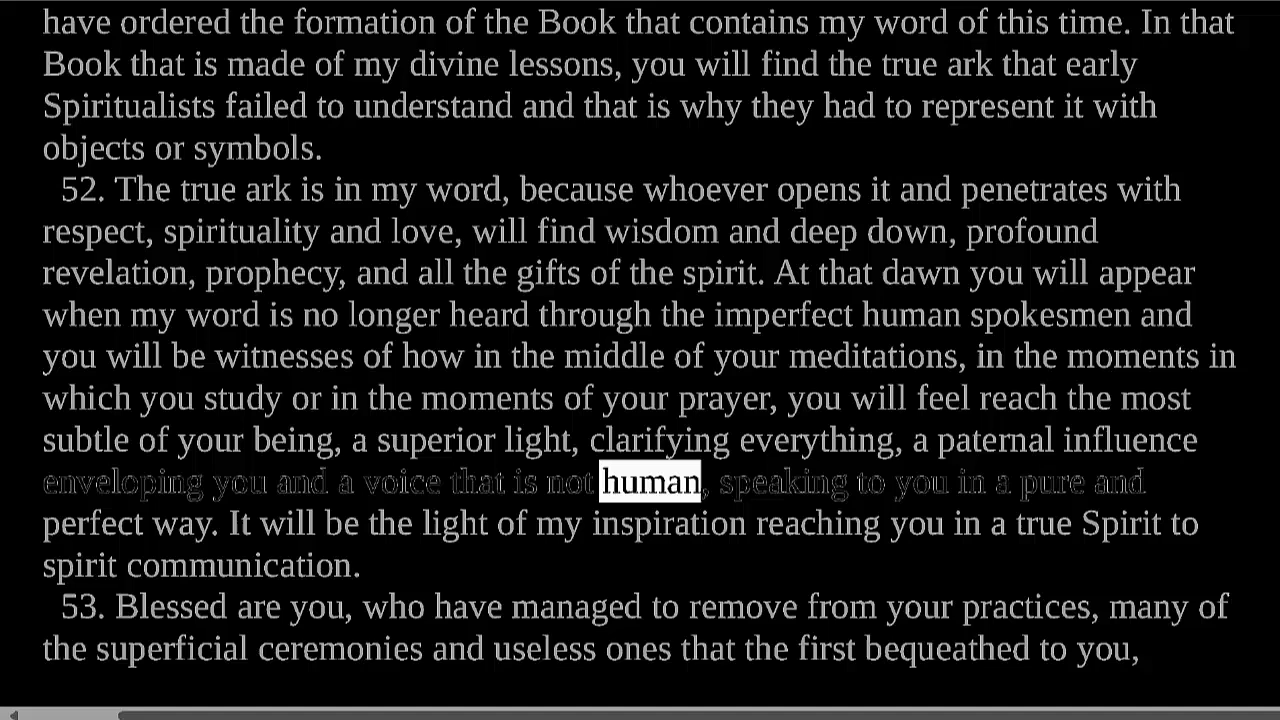 have ordered the formation of the Book that contains my word of this time. In that
Book that is made of my divine lessons, you will find the true ark that early
Spiritualists failed to understand and that is why they had to represent it with
objects or symbols.
52. The true ark is in my word, because whoever opens it and penetrates with
respect, spirituality and love, will find wisdom and deep down, profound
revelation, prophecy, and all the gifts of the spirit. At that dawn you will appear
when my word is no longer heard through the imperfect human spokesmen and
you will be witnesses of how in the middle of your meditations, in the moments in
which you study or in the moments of your prayer, you will feel reach the most
subtle of your being, a superior light, clarifying everything, a paternal influence
enveloping you and a voice that is not human, speaking to you in a pure and
perfect way. It will be the light of my inspiration reaching you in a true Spirit to
spirit communication.
53. Blessed are you, who have managed to remove from your practices, many of
the superficial ceremonies and useless ones that the first bequeathed to you,